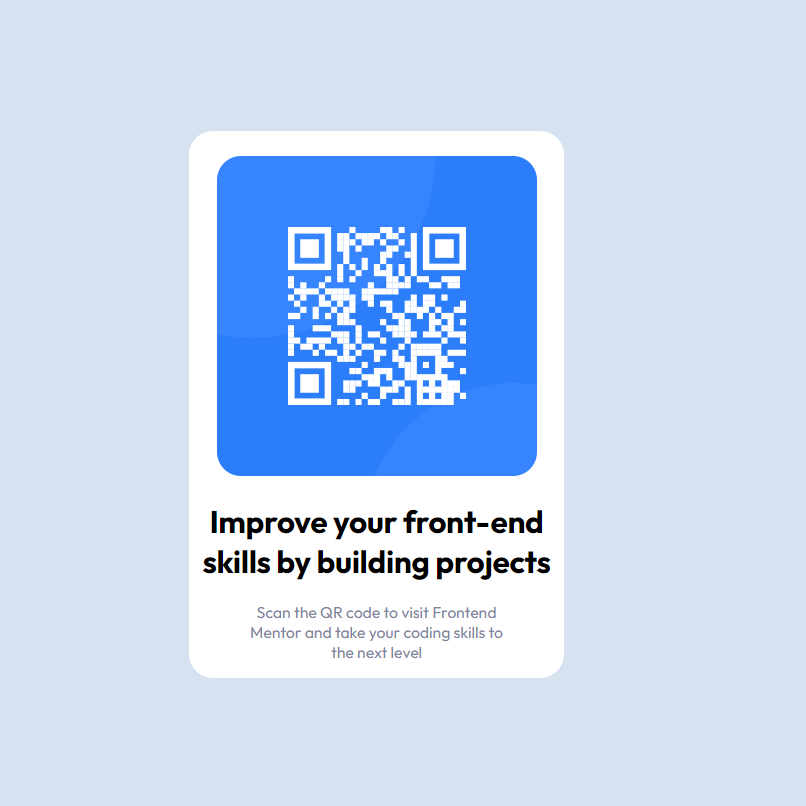 Improve your front-end
skills by building projects
Scan the QR code to visit Frontend
Mentor and take your coding skills to
the next level